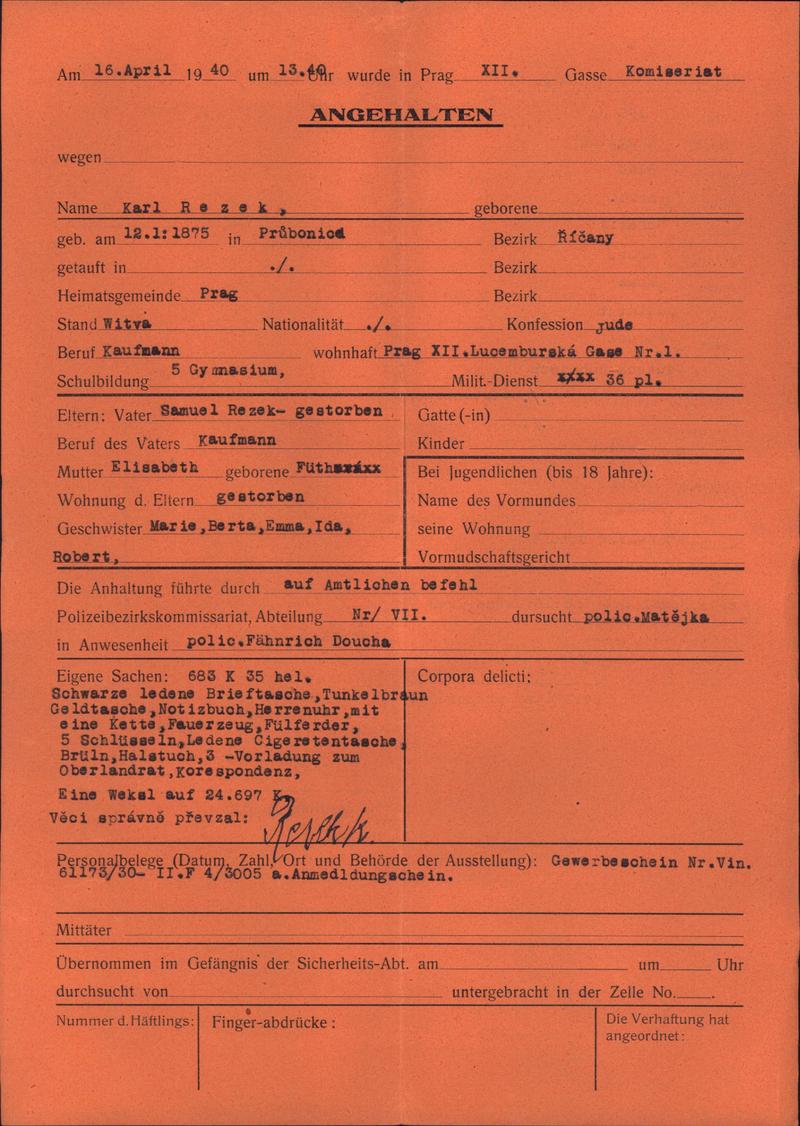 Am 16.April 19 40 um 13.40 Uhr wurde in Prag XII. Gasse Komiseriat
ANGEHALTEN
wegen
Name Karl R e z e k , geborene
geb. am 12.1:1875 in Průbonicd Bezirk Říčany
getauft in ./. Bezirk
Heimatsgemeinde Prag Bezirk
Stand Witva Nationalität ./. Konfession jude
Beruf Kaufmann wohnhaft Prag XII.Lucemburská Gase Nr.1.
Schulbildung 5 Gymnasium, Milit.-Dienst xxxx 36 pl.
Eltern: Vater Samuel Rezek- gestorben
Beruf des Vaters Kaufmann
Mutter Elisabeth geborene
Wohnung d. Eltern gestorben
Geschwister Marie,Berta,Emma,Ida,
Robert,
Gatte (-in)
Kinder
Bei Jugendlichen (bis 18 Jahre):
Name des Vormundes
seine Wohnung
Vormudschaftsgericht
Die Anhaltung führte durch auf Amtlichen befehl
Polizeibezirkskommissariat, Abteilung Nr/ VII. dursucht polic.Matějka
in Anwesenheit polic.Fähnrich Doucha
Eigene Sachen: 683 K 35 hel.
Schwarze ledene Brieftasche,Tunkelbraun
Geldtasche,Notizbuch,Herrenuhr,mit
eine Kette,Fauerzeug,Fülferder,
5 Schlüsseln,Ledene Cigeretentasche,
Brüln,Halstuch,3 -Vorladung zum
Oberlandrat,Korespondenz,
Eine Weksl auf 24.697 K,
Věci správně převzal:
Corpora delicti:
Personalbelege (Datum, Zahl, Ort und Behörde der Ausstellung): Gewerbeschein Nr.Vin.
61173/30- II.F 4/3005 a.Anmedldungschein.
Mittäter
Übernommen im Gefängnis der Sicherheits-Abt. am um Uhr
durchsucht von untergebracht in der Zelle No. .
Nummer d. Häftlings:
Finger-abdrücke :
Die Verhaftung hat
angeordnet :